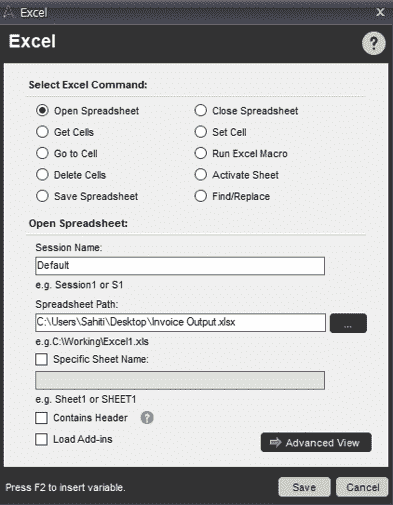 Excel
X
Excel
?
Select Excel Command:
Open Spreadsheet Close Spreadsheet
Get Cells Set Cell
Go to Cell Run Excel Macro
Delete Cells Activate Sheet
Save Spreadsheet Find/Replace
Open Spreadsheet:
Session Name:
Default
e.g. Session1 or S1
Spreadsheet Path:
C:\Users\Sahiti\Desktop\Invoice Output.xlsx ...
e.g.C:\Working\Excel1.xls
Specific Sheet Name:
e.g. Sheet1 or SHEET1
Contains Header ?
Load Add-ins
Advanced View
Press F2 to insert variable. Save Cancel